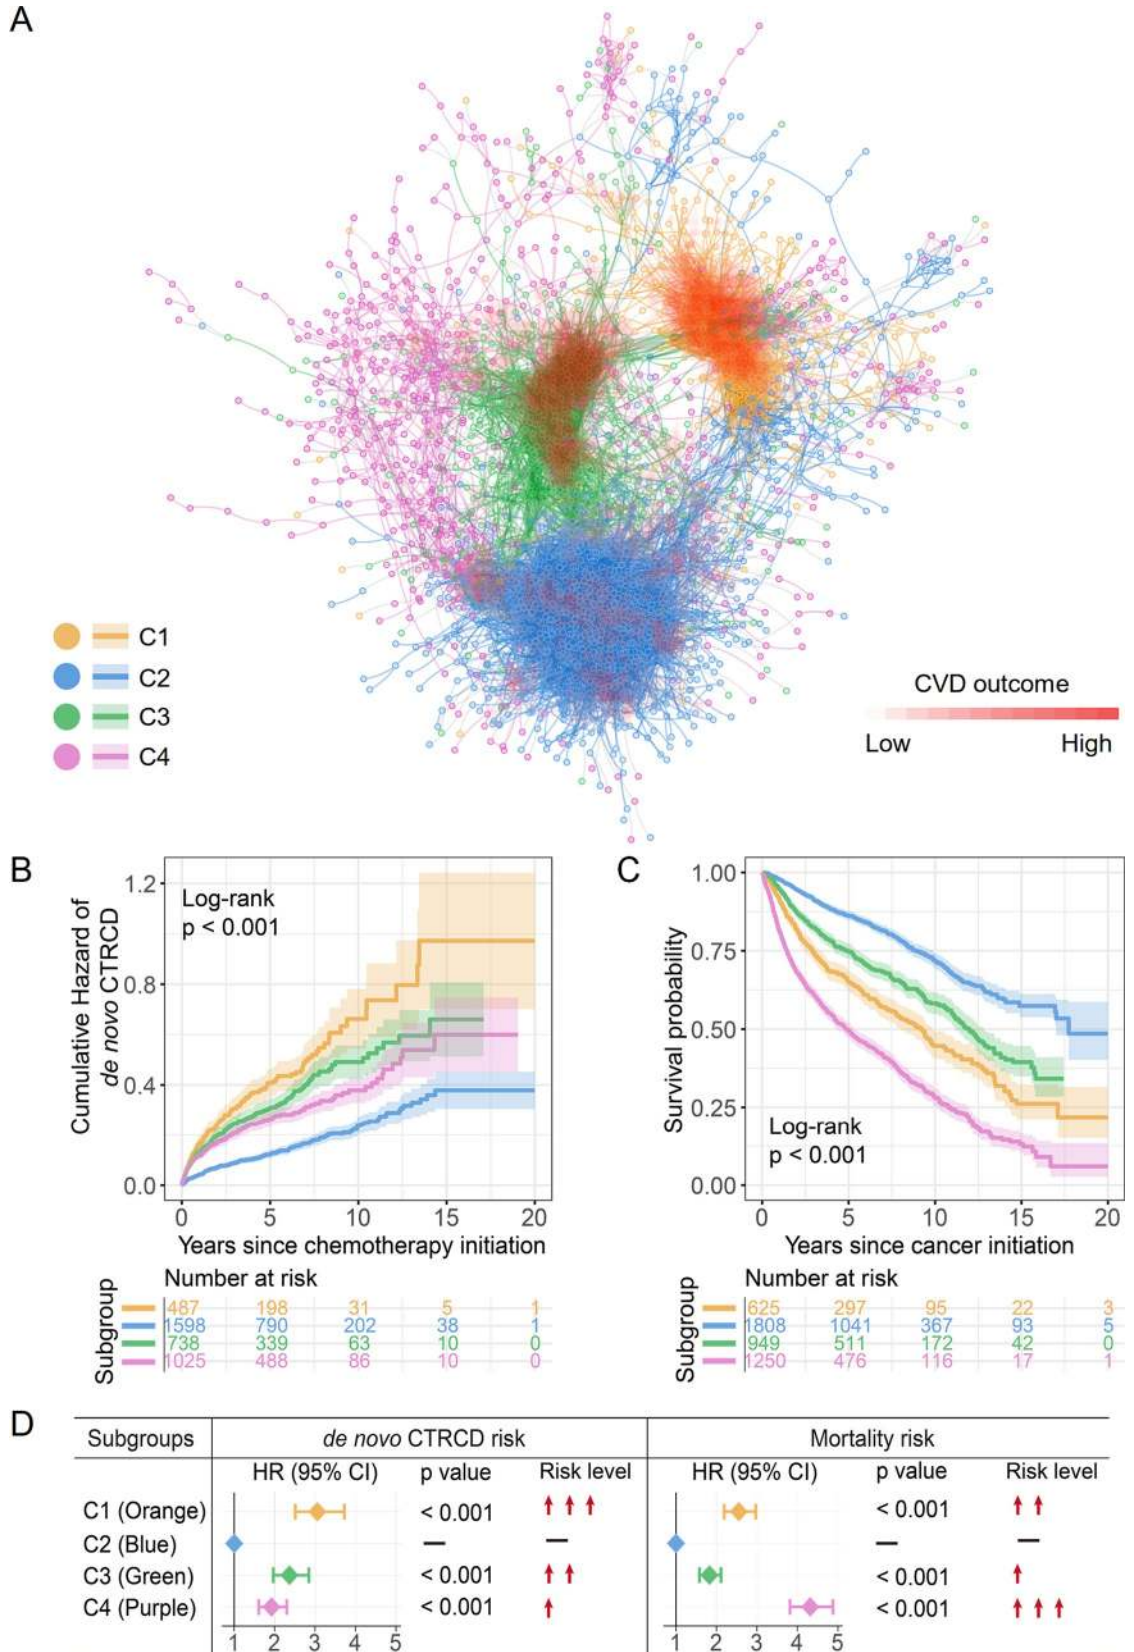 A
C1
C2
C3
C4
CVD outcome
Low High
B
Cumulative Hazard of
de novo CTRCD
1.2
0.8
0.4
0.0
Log-rank
p < 0.001
0 5 10 15 20
Years since chemotherapy initiation
Number at risk
Subgroup
487 198 31 5 1
1598 790 202 38 1
738 339 63 10 0
1025 488 86 10 0
C
Survival probability
1.00
0.75
0.50
0.25
0.00
Log-rank
p < 0.001
0 5 10 15 20
Years since cancer initiation
Number at risk
Subgroup
625 297 95 22 3
1808 1041 367 93 5
949 511 172 42 0
1250 476 116 17 1
D
Subgroups de novo CTRCD risk Mortality risk
HR (95% CI) p value Risk level HR (95% CI) p value Risk level
C1 (Orange) < 0.001 < 0.001
C2 (Blue)
C3 (Green) < 0.001 < 0.001
C4 (Purple) < 0.001 < 0.001
1 2 3 4 5 1 2 3 4 5